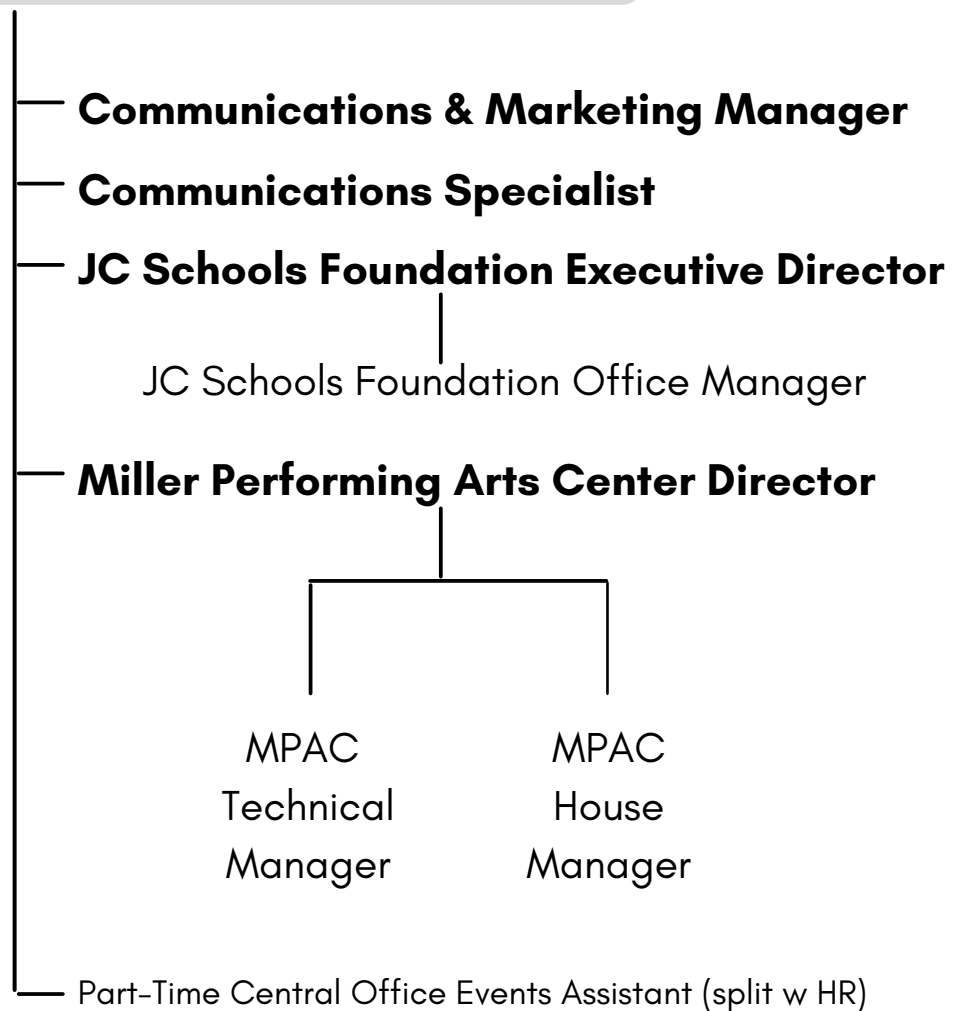 Communications & Marketing Manager
Communications Specialist
JC Schools Foundation Executive Director
JC Schools Foundation Office Manager
Miller Performing Arts Center Director
MPAC
Technical
Manager
MPAC
House
Manager
Part-Time Central Office Events Assistant (split w HR)